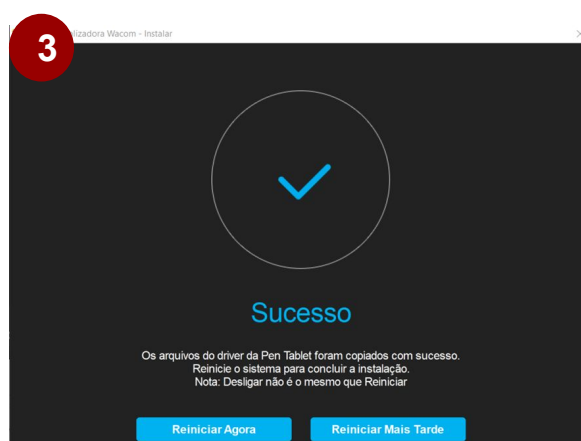 3
lizadora Wacom - Instalar
Sucesso
Os arquivos do driver da Pen Tablet foram copiados com sucesso.
Reinicie o sistema para concluir a instalação.
Nota: Desligar não é o mesmo que Reiniciar
Reiniciar Agora
Reiniciar Mais Tarde